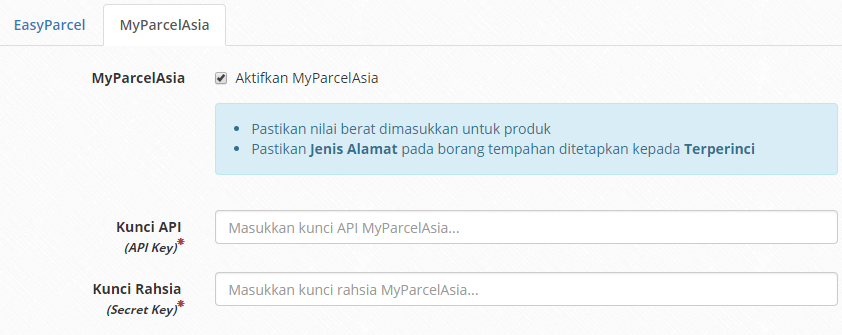 EasyParcel
MyParcelAsia
MyParcelAsia
Aktifkan MyParcelAsia
Pastikan nilai berat dimasukkan untuk produk
Pastikan Jenis Alamat pada borang tempahan ditetapkan kepada Terperinci
Kunci API
(API Key)*
Masukkan kunci API MyParcelAsia...
Kunci Rahsia
(Secret Key)*
Masukkan kunci rahsia MyParcelAsia...